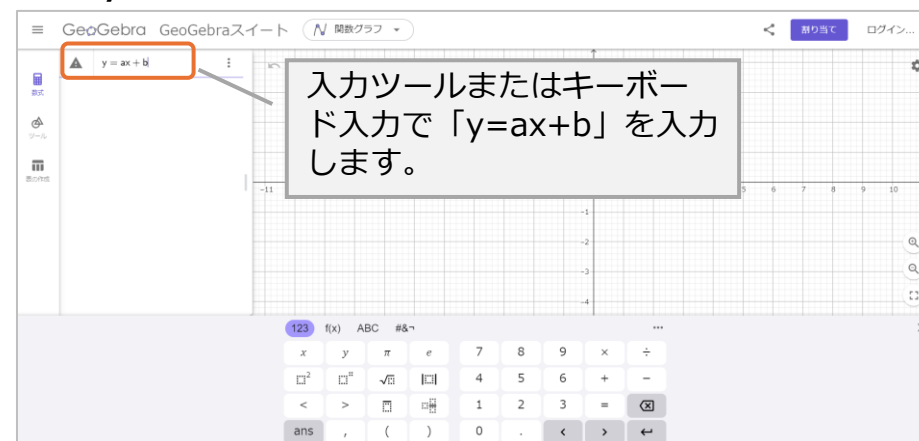 GeoGebra GeoGebraスイート 関数グラフ 割り当て ログイン...
y = ax + b
数式
ツール
表の作成
入力ツールまたはキーボー
ド入力で「y=ax+b」を入力
します。
-11 5 6 7 8 9 10
-1
-2
-3
-4
123 f(x) ABC #&¬ ...
x y π e 7 8 9 × ÷
4 5 6 + −
< > 1 2 3 =
ans , ( ) 0 . < >